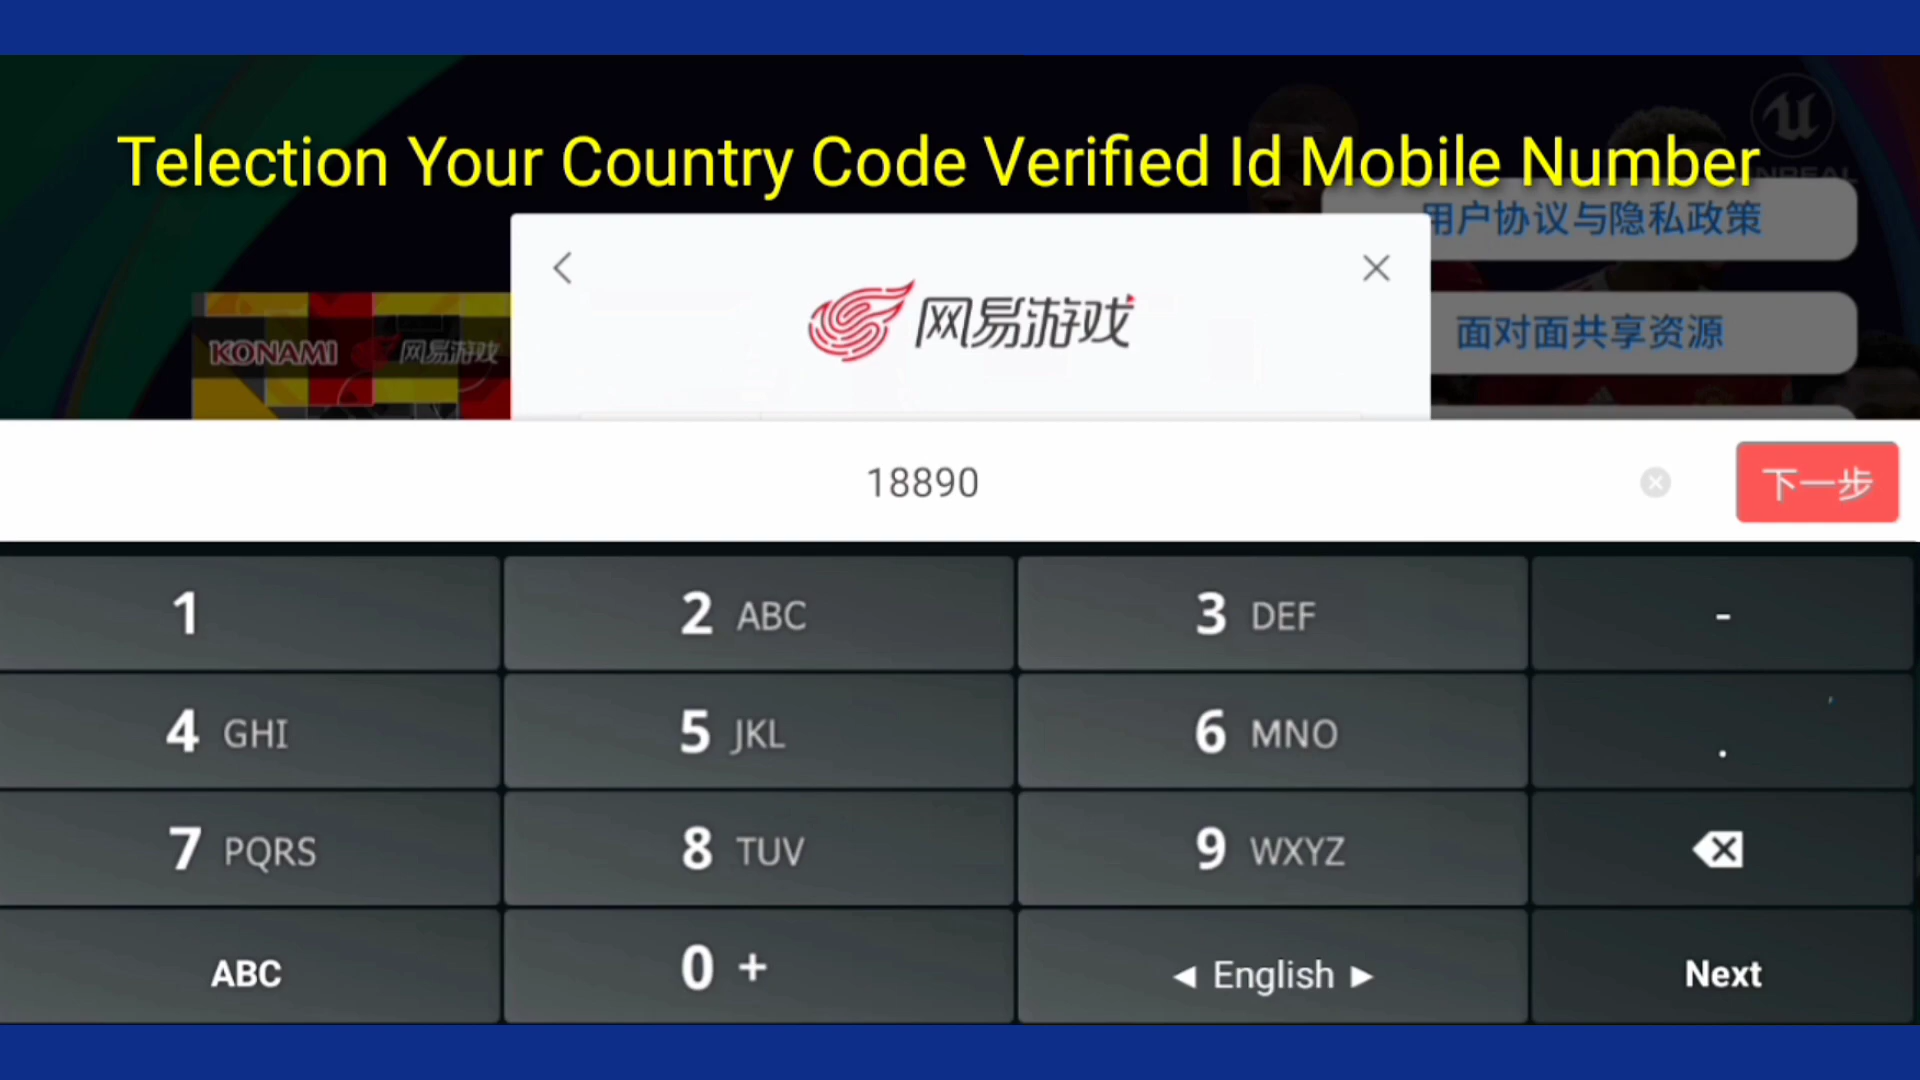 Telection Your Country Code Verified Id Mobile Number
用户协议与隐私政策
网易游戏
面对面共享资源
KONAMI 网易游戏
18890
下一步
1
2 ABC
3 DEF
-
4 GHI
5 JKL
6 MNO
.
7 PQRS
8 TUV
9 WXYZ
ABC
0 +
◀ English ▶
Next